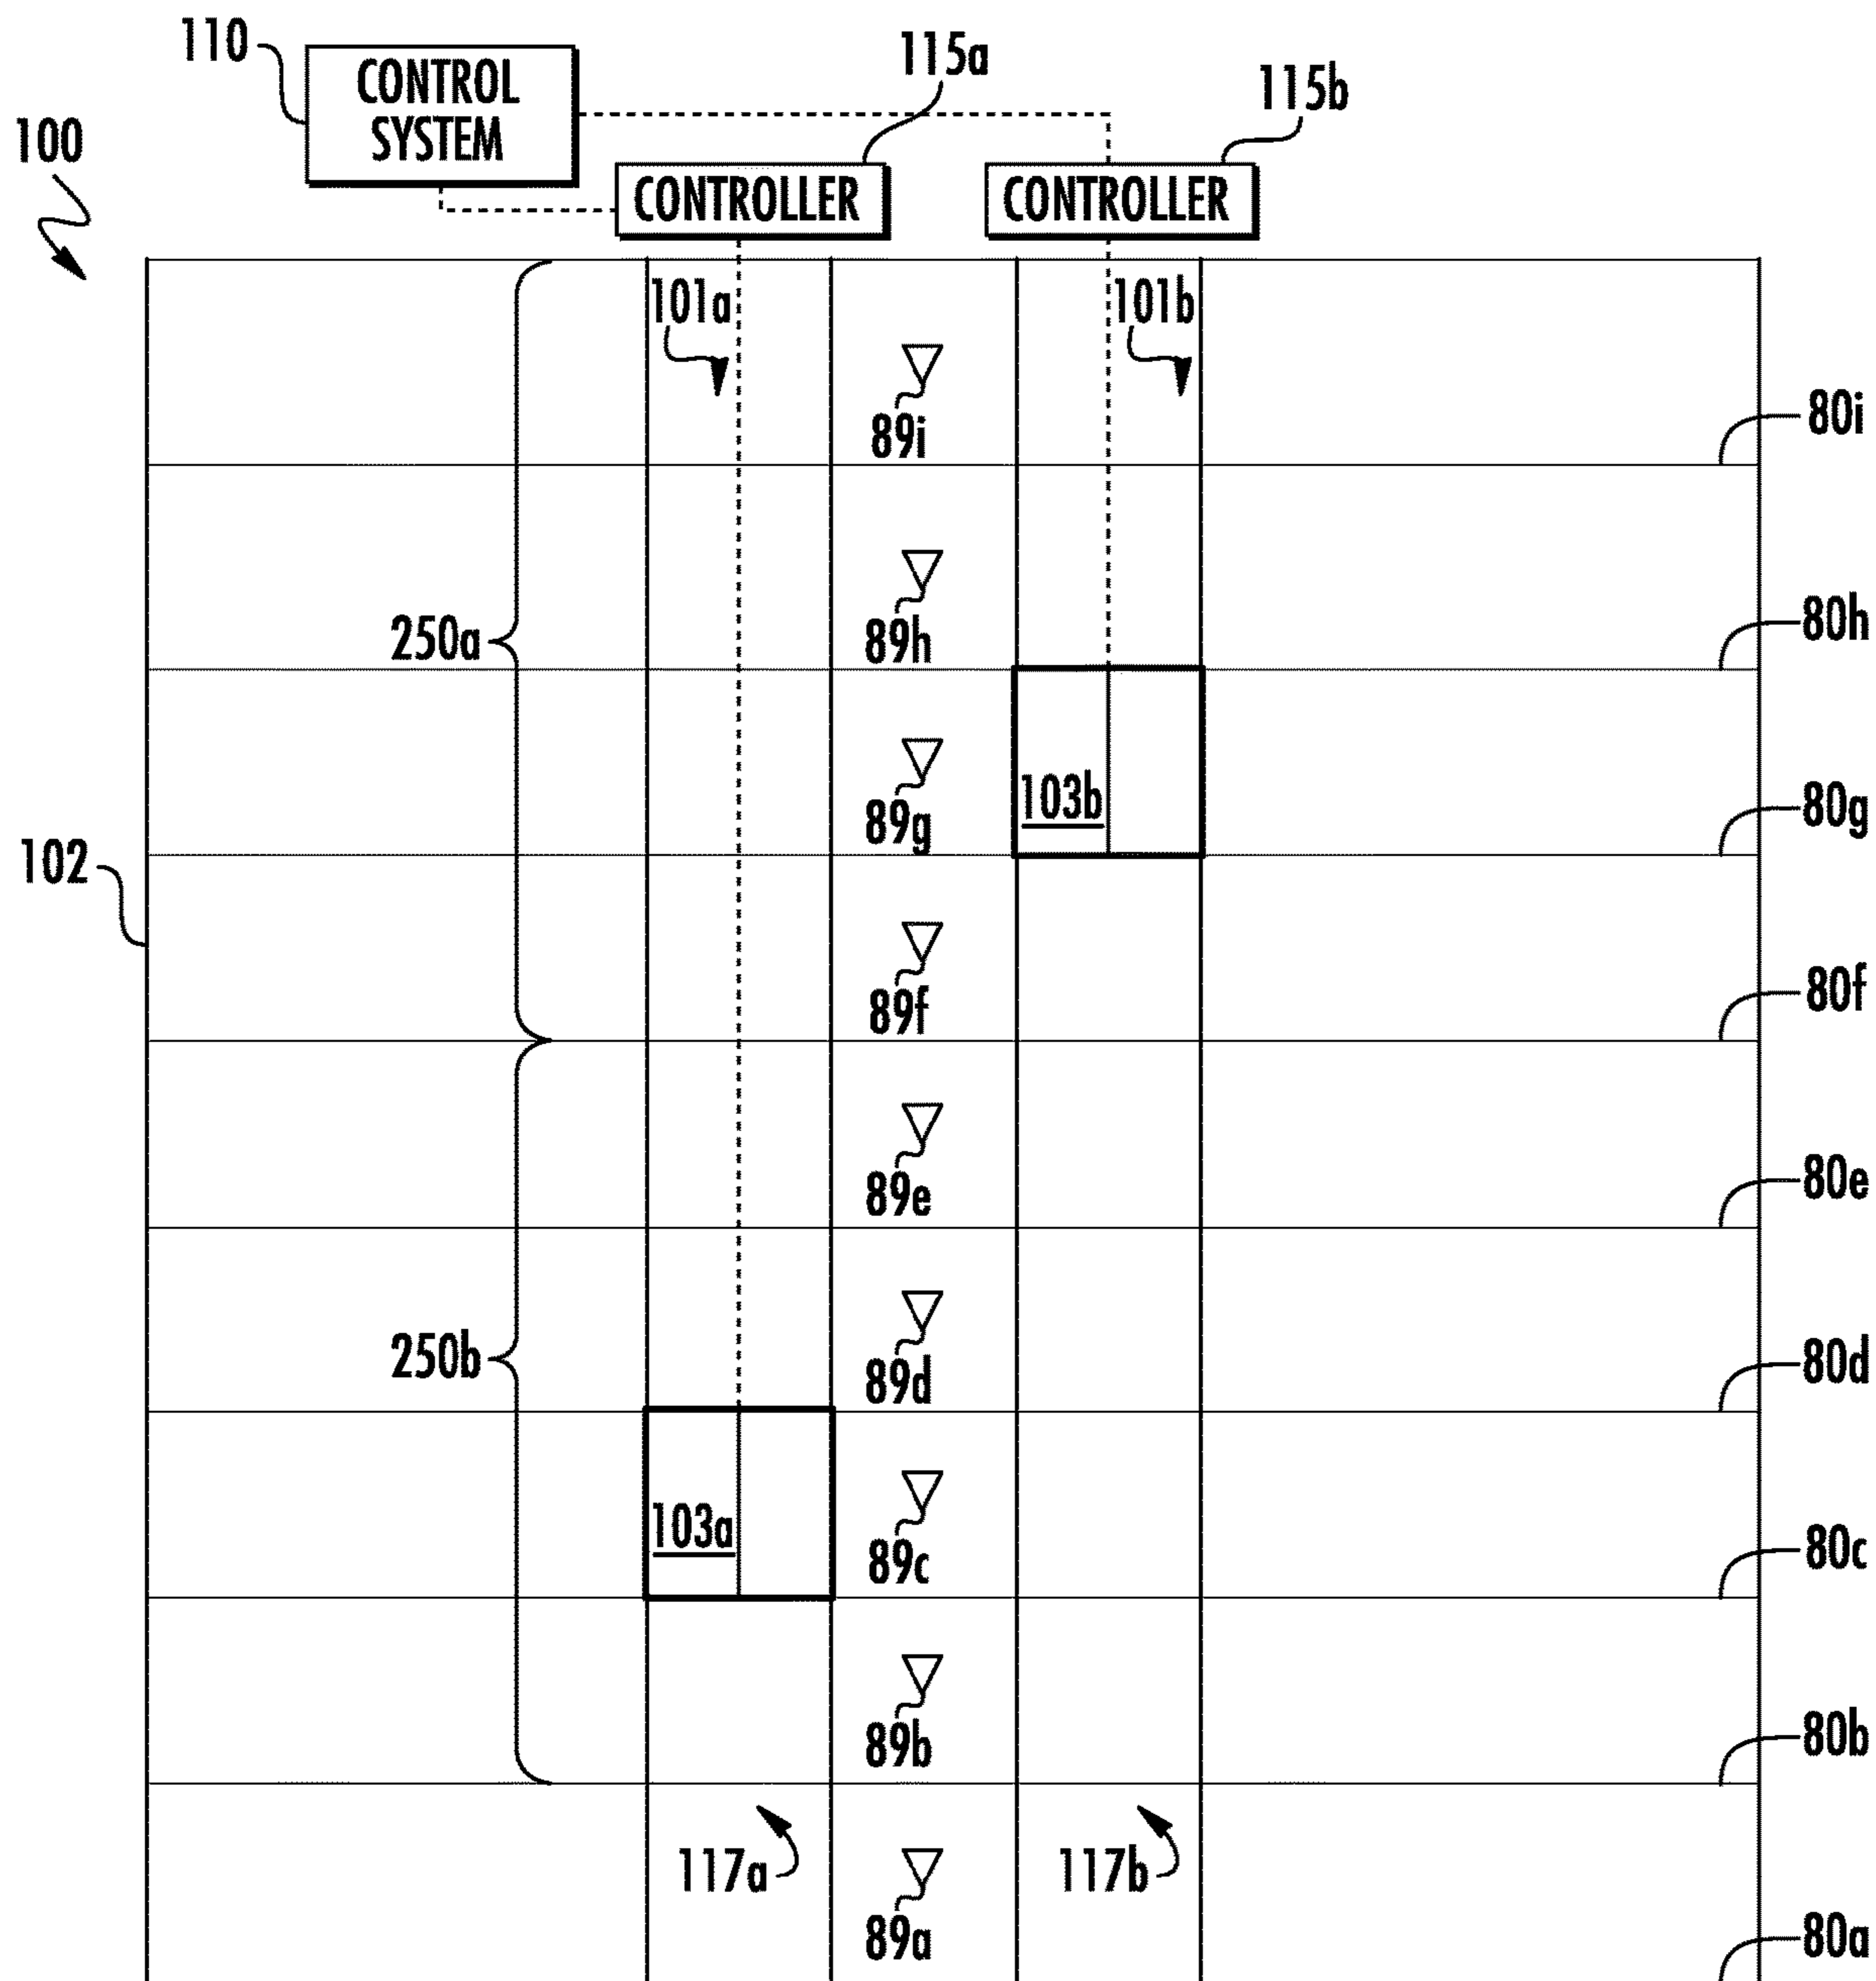 110
CONTROL
SYSTEM
115a
115b
100
CONTROLLER
CONTROLLER
101a
101b
89i
80i
250a
89h
80h
103b
89g
80g
102
89f
80f
89e
80e
250b
89d
80d
103a
89c
80c
89b
80b
117a
117b
89a
80a